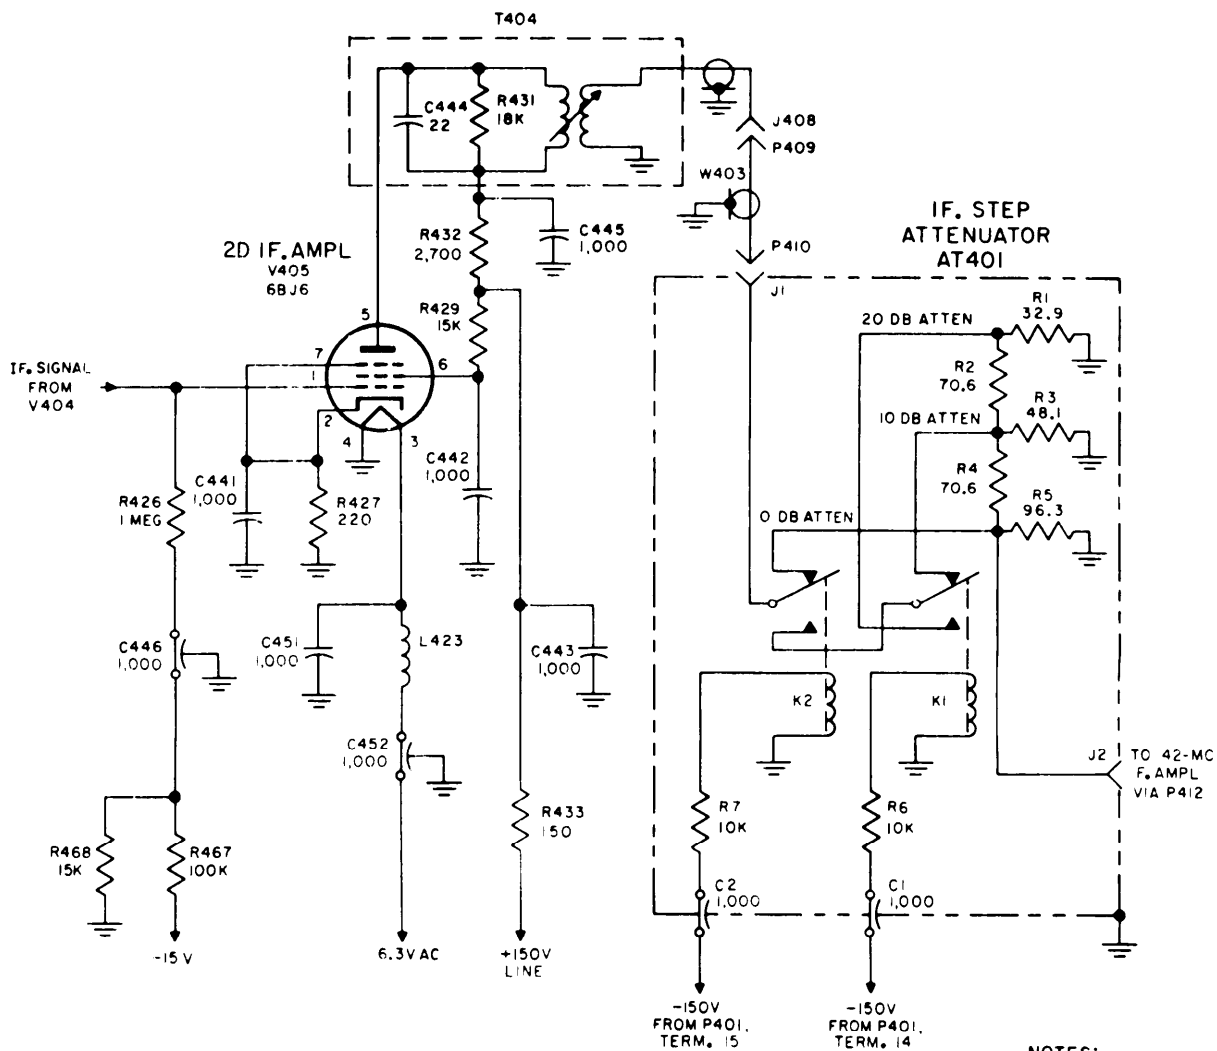 T404
C444
22
R431
18K
J408
P409
W403
P410
J1
IF. STEP
ATTENUATOR
AT401
2D IF. AMPL
V405
6BJ6
R432
2,700
C445
1,000
R429
15K
5
7
1
6
2
4
3
IF. SIGNAL
FROM
V404
20 DB ATTEN
R1
32.9
R2
70.6
10 DB ATTEN
R3
48.1
R4
70.6
R5
96.3
0 DB ATTEN
C442
1,000
C441
1,000
R426
1 MEG
R427
220
C446
1,000
C451
1,000
L423
C443
1,000
K2
K1
C452
1,000
J2
TO 42-MC
F. AMPL
VIA P412
R433
150
R7
10K
R6
10K
R468
15K
R467
100K
C2
1,000
C1
1,000
-15V
6.3V AC
+150V
LINE
-150V
FROM P401,
TERM. 15
-150V
FROM P401,
TERM. 14
NOTES: